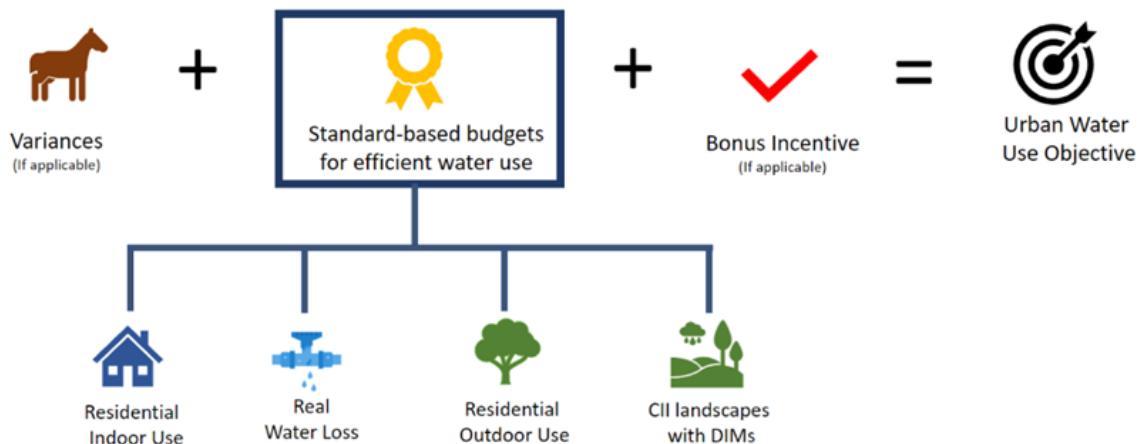 Variances
(If applicable)
+
Standard-based budgets
for efficient water use
+
Bonus Incentive
(If applicable)
=
Urban Water
Use Objective
Residential
Indoor Use
Real
Water Loss
Residential
Outdoor Use
CII landscapes
with DIMs